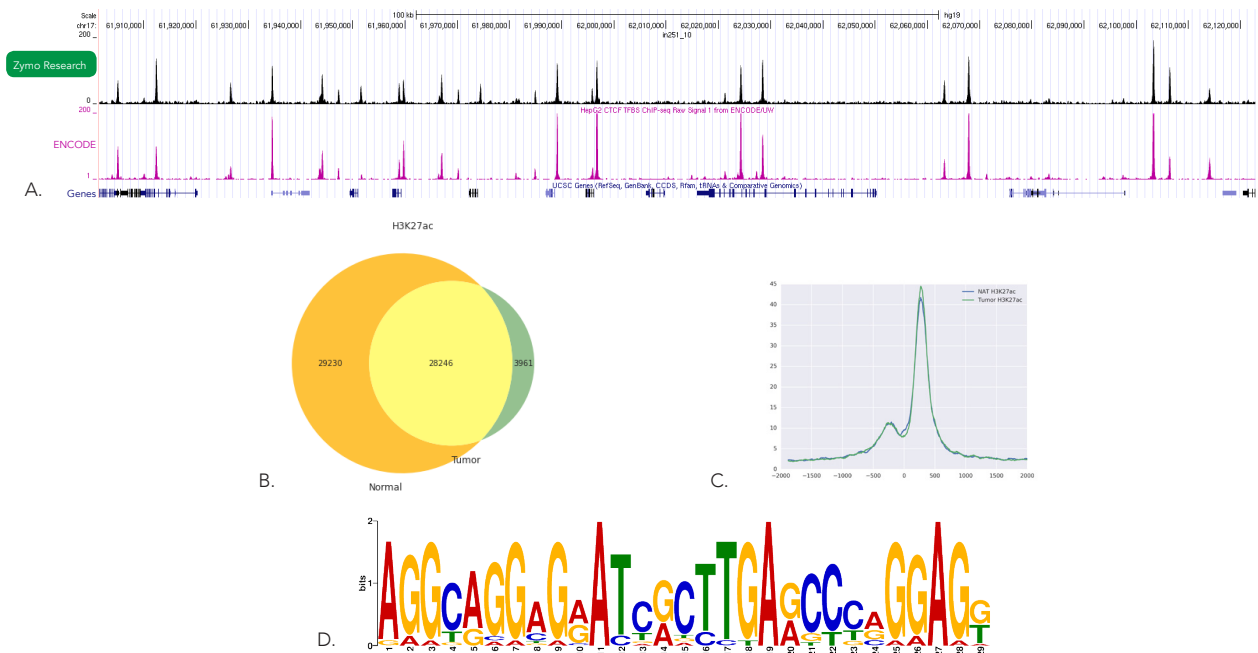 Scale 100 kb hg19
chr17: 61,910,000 61,920,000 61,930,000 61,940,000 61,950,000 61,960,000 61,970,000 61,980,000 61,990,000 62,000,000 62,010,000 62,020,000 62,030,000 62,040,000 62,050,000 62,060,000 62,070,000 62,080,000 62,090,000 62,100,000 62,110,000 62,120,000
200 _ in251_10
Zymo Research
0 _
200 _ HepG2 CTCF TFBS ChIP-seq Raw Signal 1 from ENCODE/UW
ENCODE
1 _
UCSC Genes (RefSeq, GenBank, CCDS, Rfam, tRNAs & Comparative Genomics)
A. Genes
H3K27ac
29230 28246 3961
Tumor
Normal
B.
45
40
35
30
25
20
15
10
5
0
−2000 −1500 −1000 −500 0 500 1000 1500 2000
NAT H3K27ac
Tumor H3K27ac
C.
2
bits
1
0
AGGCAGGAGAATCGCTTGAGCCCAGGAGG
D.